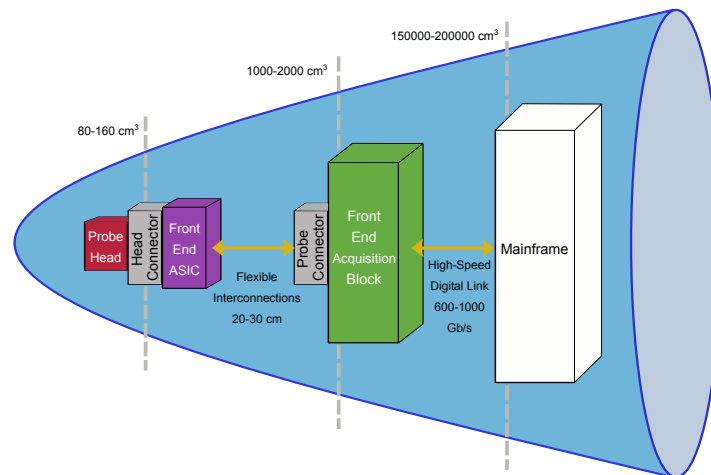 150000-200000 cm³
1000-2000 cm³
80-160 cm³
Probe
Head
Head
Connector
Front
End
ASIC
Flexible
Interconnections
20-30 cm
Probe
Connector
Front
End
Acquisition
Block
High-Speed
Digital Link
600-1000
Gb/s
Mainframe